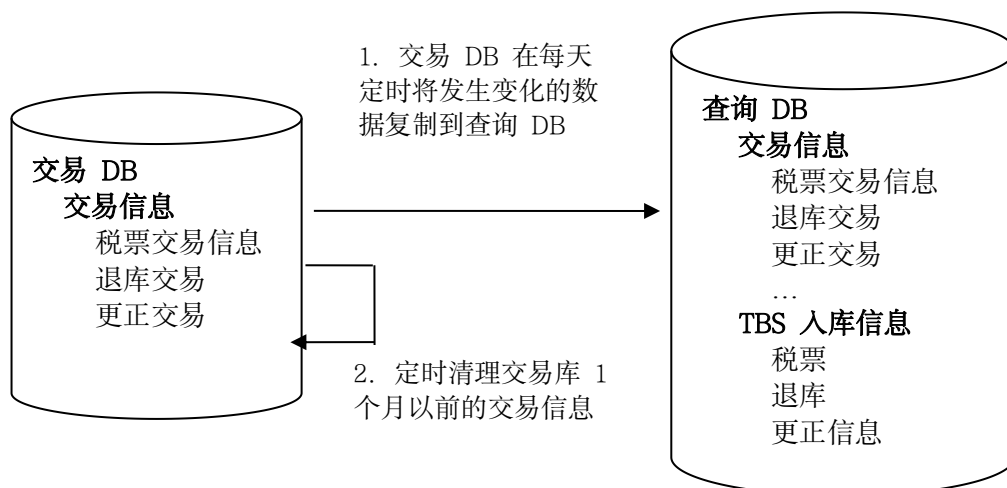 1. 交易 DB 在每天
定时将发生变化的数
据复制到查询 DB
交易 DB
交易信息
税票交易信息
退库交易
更正交易
2. 定时清理交易库 1
个月以前的交易信息
查询 DB
交易信息
税票交易信息
退库交易
更正交易
...
TBS 入库信息
税票
退库
更正信息